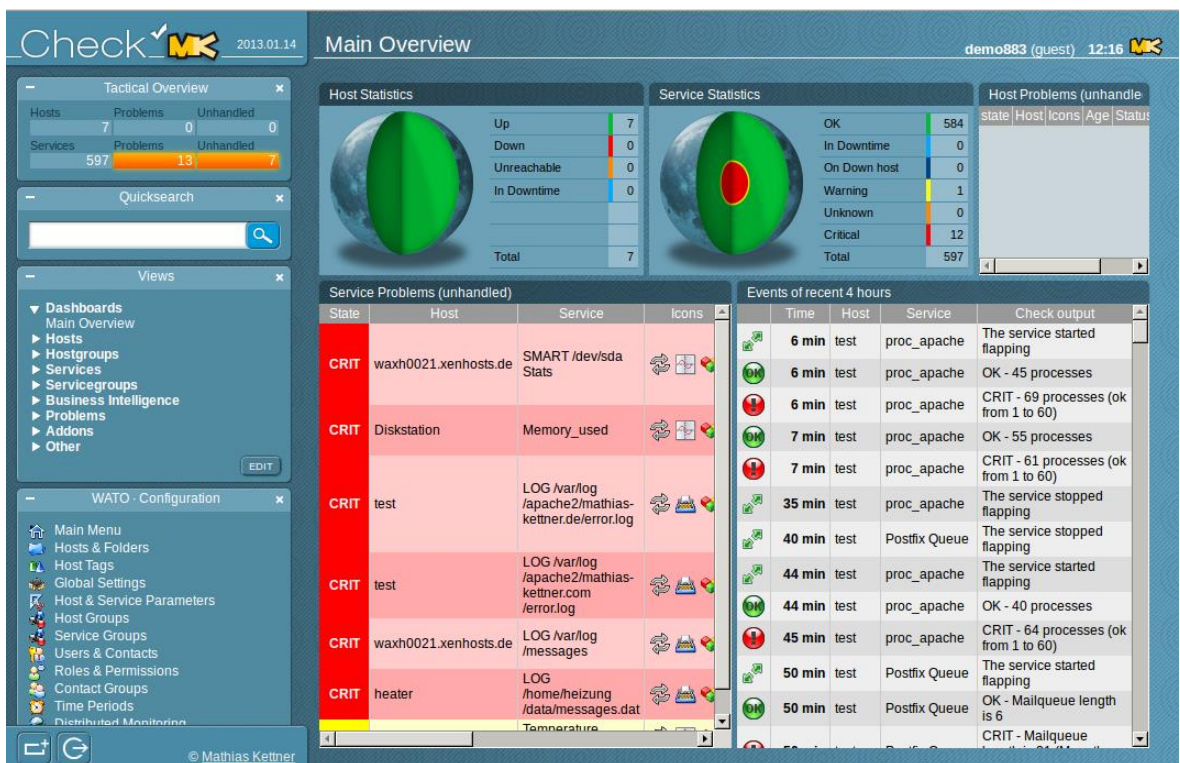 Check MK 2013.01.14
Main Overview
demo883 (guest) 12:16 MK
Tactical Overview
Hosts Problems Unhandled
7 0 0
Services Problems Unhandled
597 13 7
Quicksearch
Views
Dashboards
Main Overview
Hosts
Hostgroups
Services
Servicegroups
Business Intelligence
Problems
Addons
Other
EDIT
WATO · Configuration
Main Menu
Hosts & Folders
Host Tags
Global Settings
Host & Service Parameters
Host Groups
Service Groups
Users & Contacts
Roles & Permissions
Contact Groups
Time Periods
Distributed Monitoring
© Mathias Kettner
Host Statistics
Up 7
Down 0
Unreachable 0
In Downtime 0
Total 7
Service Statistics
OK 584
In Downtime 0
On Down host 0
Warning 1
Unknown 0
Critical 12
Total 597
Host Problems (unhandle
state Host Icons Age Status
Service Problems (unhandled)
State Host Service Icons
CRIT waxh0021.xenhosts.de SMART /dev/sda
Stats
CRIT Diskstation Memory_used
CRIT test LOG /var/log
/apache2/mathias-
kettner.de/error.log
CRIT test LOG /var/log
/apache2/mathias-
kettner.com
/error.log
CRIT waxh0021.xenhosts.de LOG /var/log
/messages
CRIT heater LOG
/home/heizung
/data/messages.dat
Temperature
Events of recent 4 hours
Time Host Service Check output
6 min test proc_apache The service started
flapping
OK 6 min test proc_apache OK - 45 processes
6 min test proc_apache CRIT - 69 processes (ok
from 1 to 60)
OK 7 min test proc_apache OK - 55 processes
7 min test proc_apache CRIT - 61 processes (ok
from 1 to 60)
35 min test proc_apache The service stopped
flapping
40 min test Postfix Queue The service stopped
flapping
44 min test proc_apache The service started
flapping
OK 44 min test proc_apache OK - 40 processes
45 min test proc_apache CRIT - 64 processes (ok
from 1 to 60)
50 min test Postfix Queue The service started
flapping
OK 50 min test Postfix Queue OK - Mailqueue length
is 6
CRIT - Mailqueue